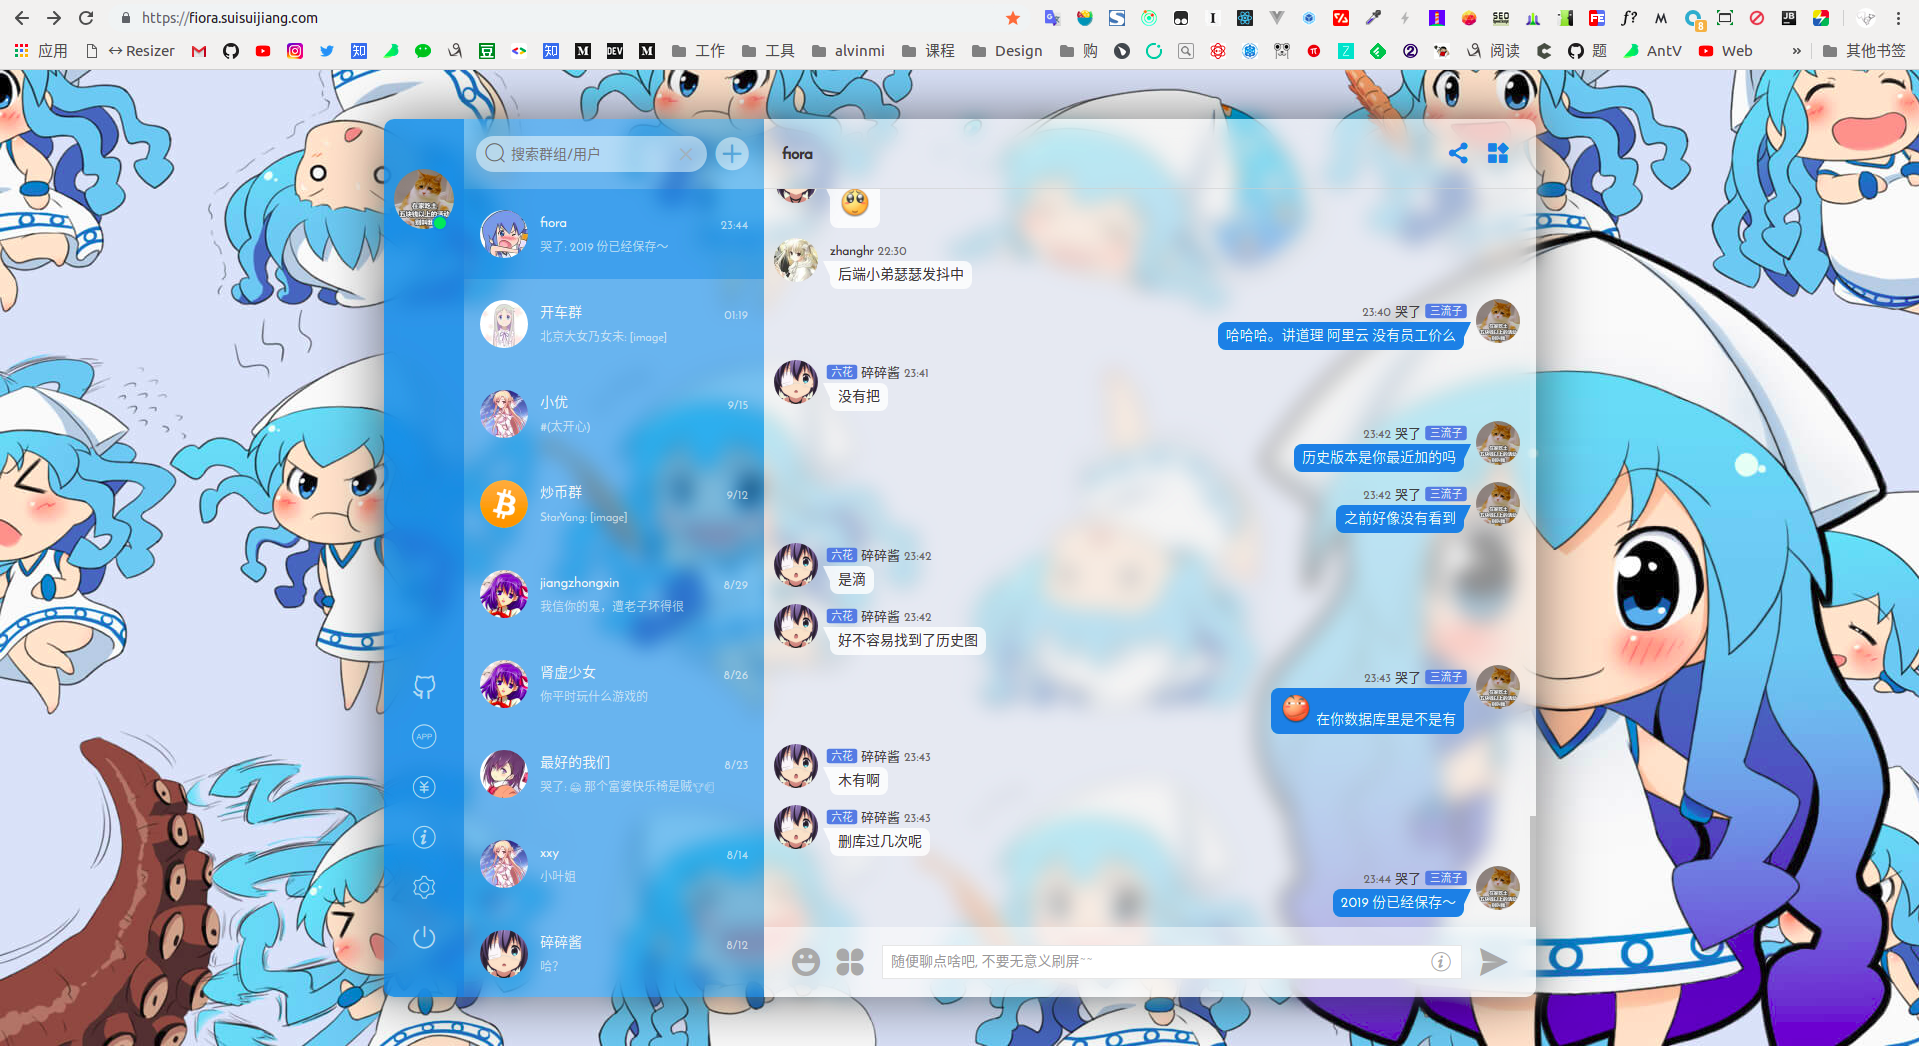 https://fiora.suisuijiang.com
应用
Resizer
工作
工具
alvinmi
课程
Design
购
阅读
题
AntV
Web
其他书签
搜索群组/用户
fiora
23:44
哭了: 2019 份已经保存～
开车群
01:19
北京大女乃女未: [image]
小优
9/15
#(太开心)
炒币群
9/12
StarYang: [image]
jiangzhongxin
8/29
我信你的鬼，遭老子坏得很
肾虚少女
8/26
你平时玩什么游戏的
最好的我们
8/23
哭了: 😂 那个富婆快乐椅是贼
xxy
8/14
小叶姐
碎碎酱
8/12
哈?
APP
fiora
zhanghr 22:30
后端小弟瑟瑟发抖中
23:40 哭了 三流子
哈哈哈。讲道理 阿里云 没有员工价么
六花 碎碎酱 23:41
没有把
23:42 哭了 三流子
历史版本是你最近加的吗
23:42 哭了 三流子
之前好像没有看到
六花 碎碎酱 23:42
是滴
六花 碎碎酱 23:42
好不容易找到了历史图
23:43 哭了 三流子
在你数据库里是不是有
六花 碎碎酱 23:43
木有啊
六花 碎碎酱 23:43
删库过几次呢
23:44 哭了 三流子
2019 份已经保存～
随便聊点啥吧, 不要无意义刷屏~~